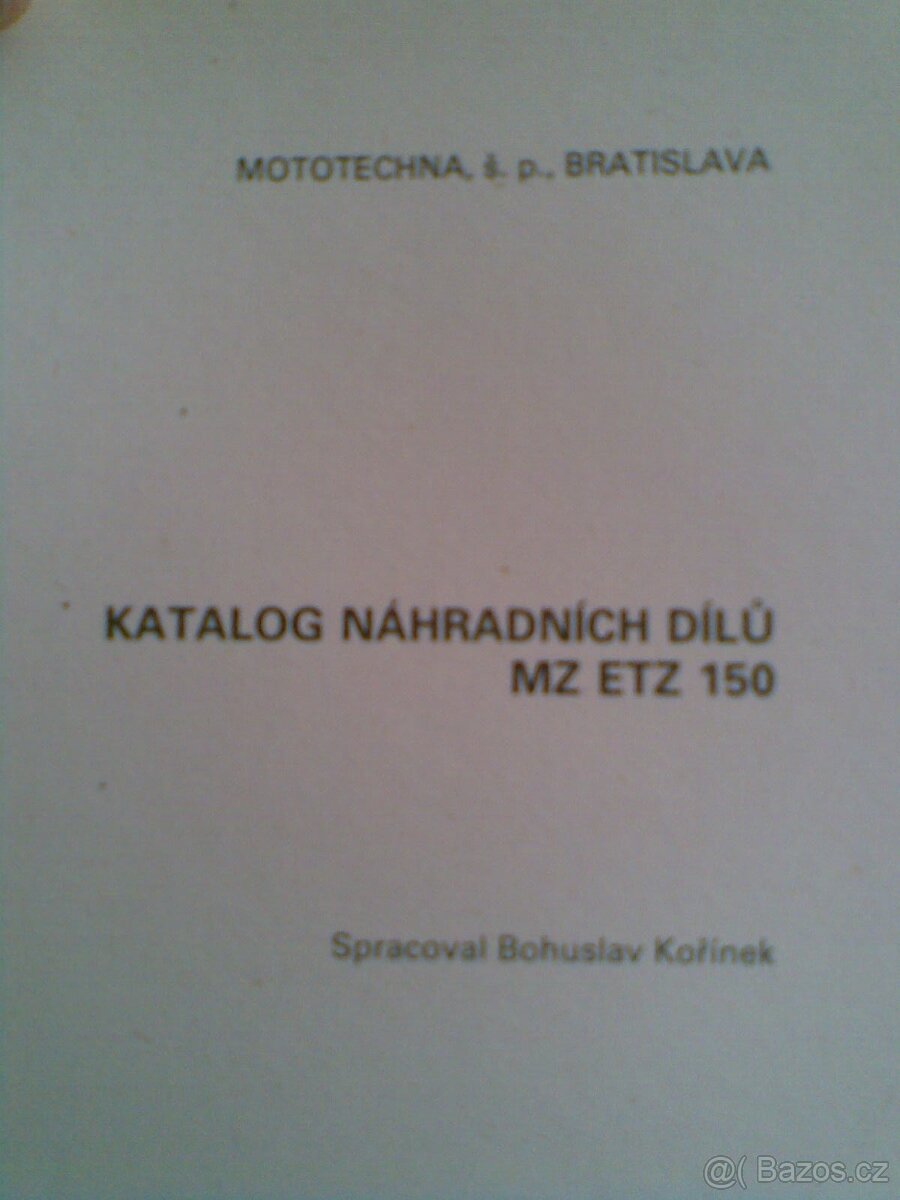 MOTOTECHNA, š. p., BRATISLAVA
KATALOG NÁHRADNÍCH DÍLŮ
MZ ETZ 150
Spracoval Bohuslav Kořínek
@( Bazos.cz